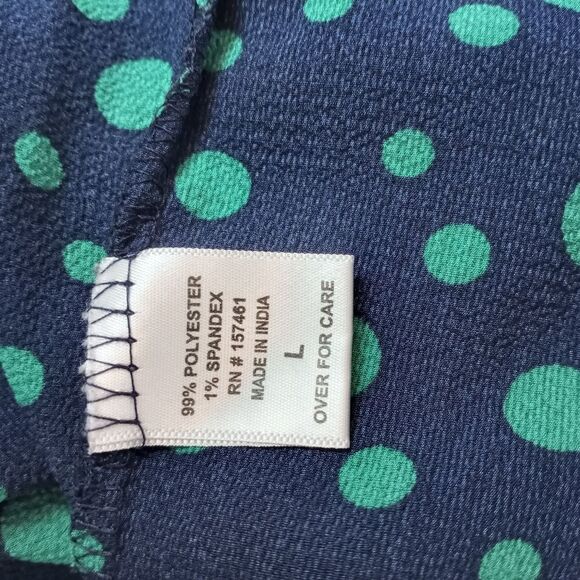 99% POLYESTER
1% SPANDEX
RN # 157461
MADE IN INDIA
L
OVER FOR CARE